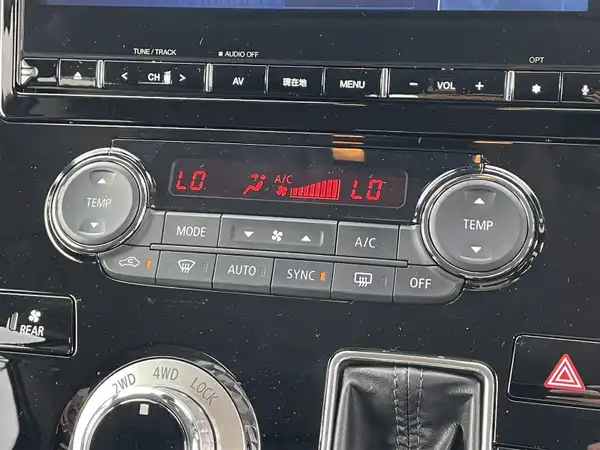 TUNE / TRACK
AUDIO OFF
OPT
< CH >
AV
現在地
MENU
− VOL +
LO
A/C
LO
TEMP
MODE
A/C
TEMP
AUTO
SYNC
OFF
REAR
2WD
4WD
LOCK